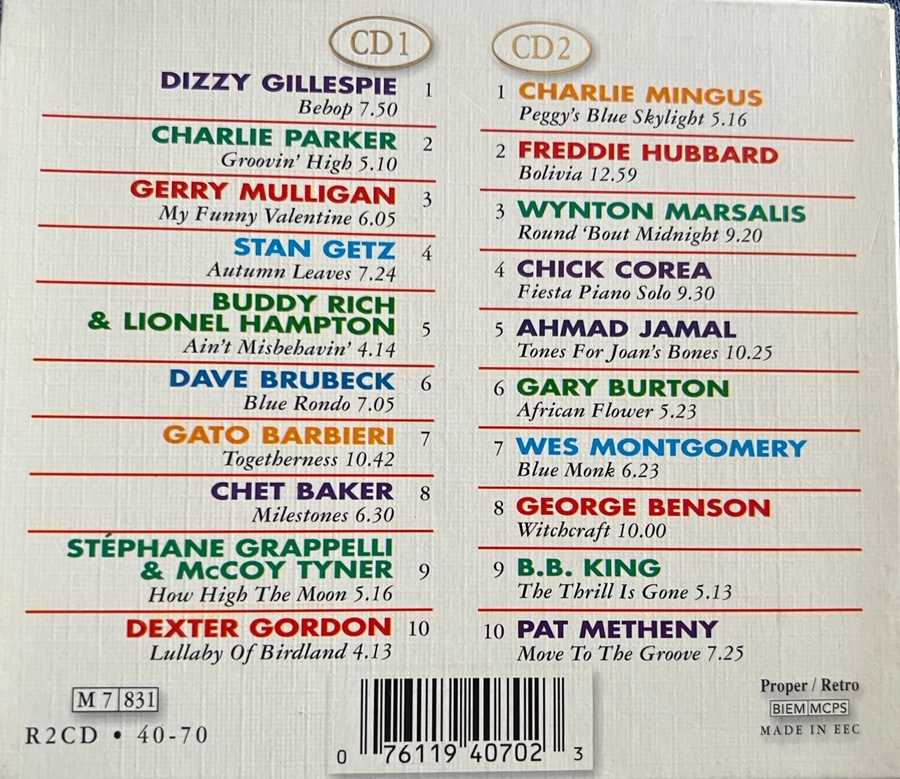 CD1
DIZZY GILLESPIE 1
Bebop 7.50
CHARLIE PARKER 2
Groovin' High 5.10
GERRY MULLIGAN 3
My Funny Valentine 6.05
STAN GETZ 4
Autumn Leaves 7.24
BUDDY RICH
& LIONEL HAMPTON 5
Ain't Misbehavin' 4.14
DAVE BRUBECK 6
Blue Rondo 7.05
GATO BARBIERI 7
Togetherness 10.42
CHET BAKER 8
Milestones 6.30
STÉPHANE GRAPPELLI
& McCOY TYNER 9
How High The Moon 5.16
DEXTER GORDON 10
Lullaby Of Birdland 4.13
CD2
1 CHARLIE MINGUS
Peggy's Blue Skylight 5.16
2 FREDDIE HUBBARD
Bolivia 12.59
3 WYNTON MARSALIS
Round 'Bout Midnight 9.20
4 CHICK COREA
Fiesta Piano Solo 9.30
5 AHMAD JAMAL
Tones For Joan's Bones 10.25
6 GARY BURTON
African Flower 5.23
7 WES MONTGOMERY
Blue Monk 6.23
8 GEORGE BENSON
Witchcraft 10.00
9 B.B. KING
The Thrill Is Gone 5.13
10 PAT METHENY
Move To The Groove 7.25
M 7 831
R2CD • 40-70
0 76119 40702 3
Proper / Retro
BIEM MCPS
MADE IN EEC